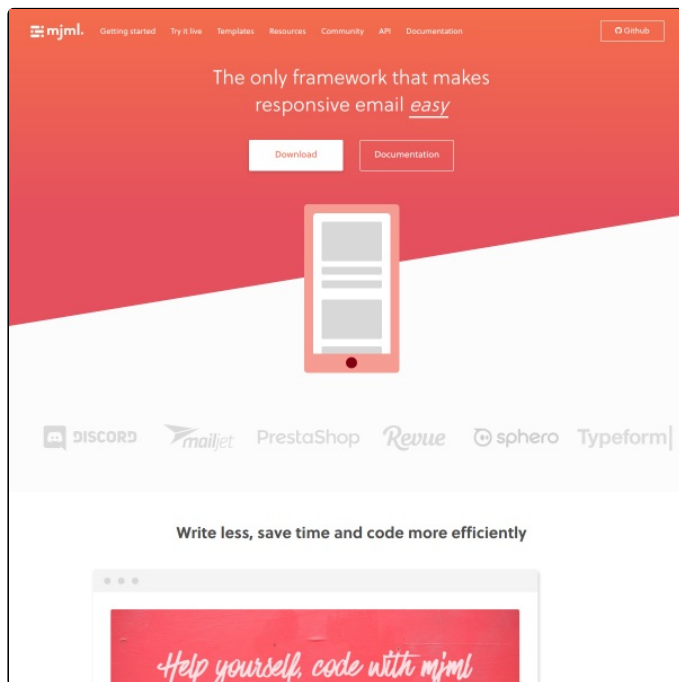 mjml. Getting started Try it live Templates Resources Community API Documentation Github
The only framework that makes
responsive email easy
Download Documentation
DISCORD mailjet PrestaShop Revue sphero Typeform
Write less, save time and code more efficiently
Help yourself, code with mjml